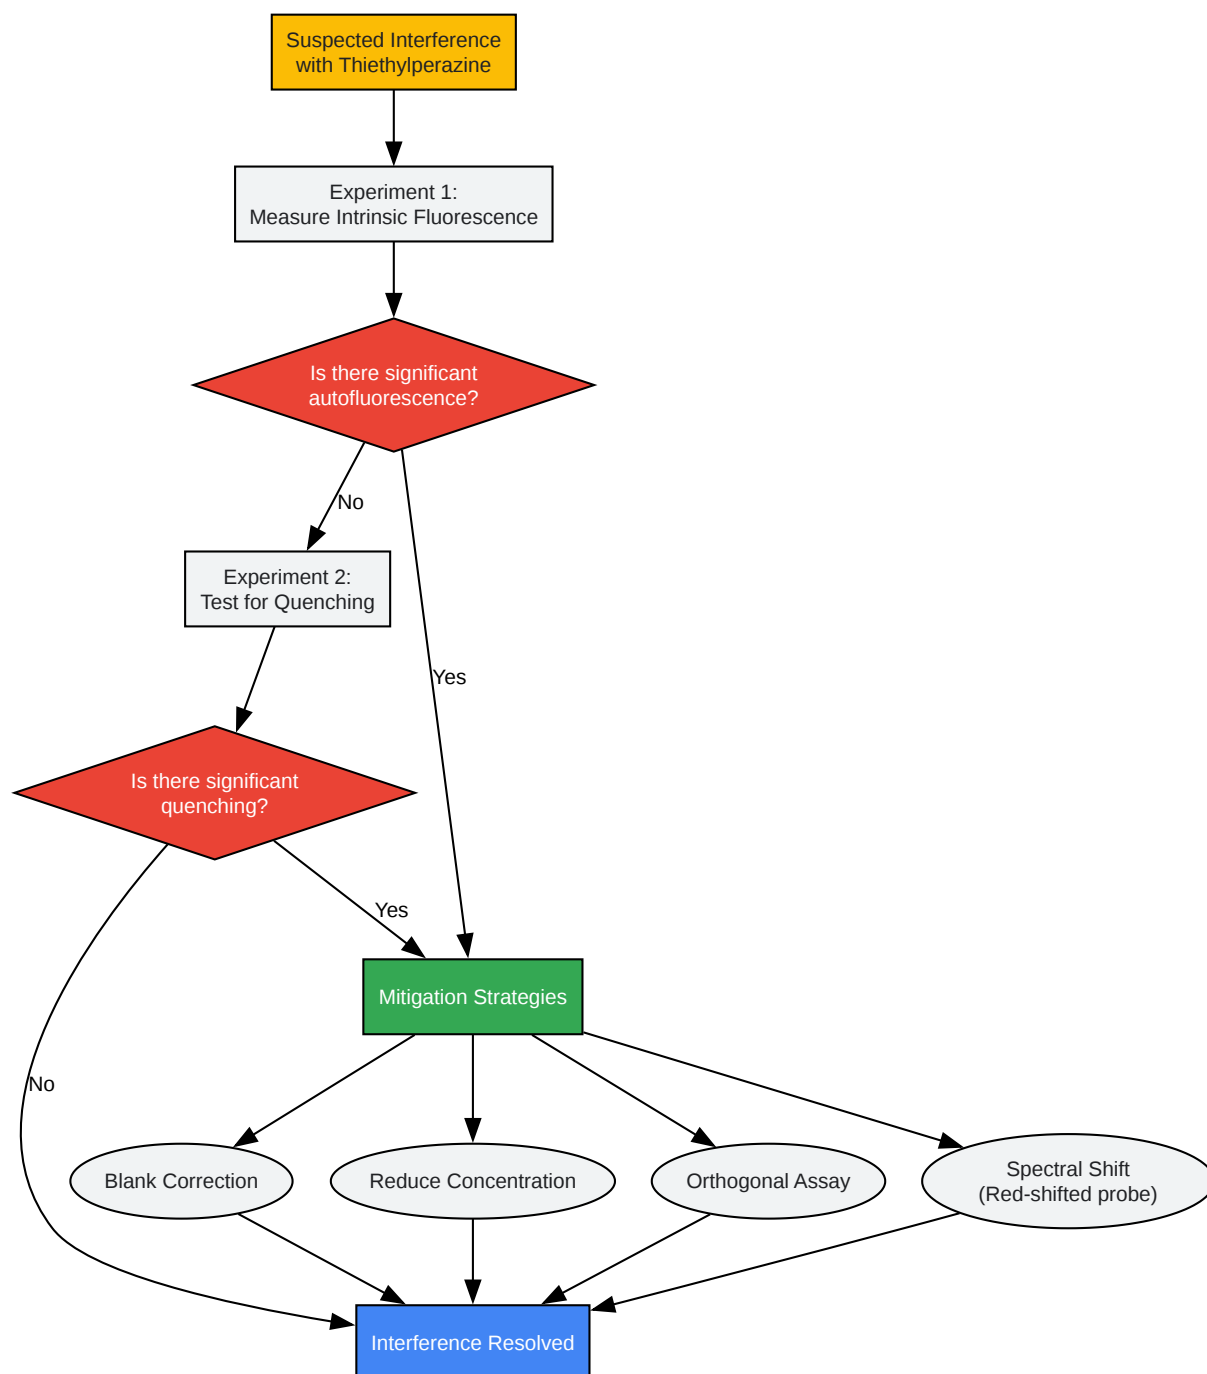 Suspected Interference
with Thiethylperazine
Experiment 1:
Measure Intrinsic Fluorescence
Is there significant
autofluorescence?
No
Experiment 2:
Test for Quenching
Yes
Is there significant
quenching?
Yes
Mitigation Strategies
No
Blank Correction
Reduce Concentration
Orthogonal Assay
Spectral Shift
(Red-shifted probe)
Interference Resolved